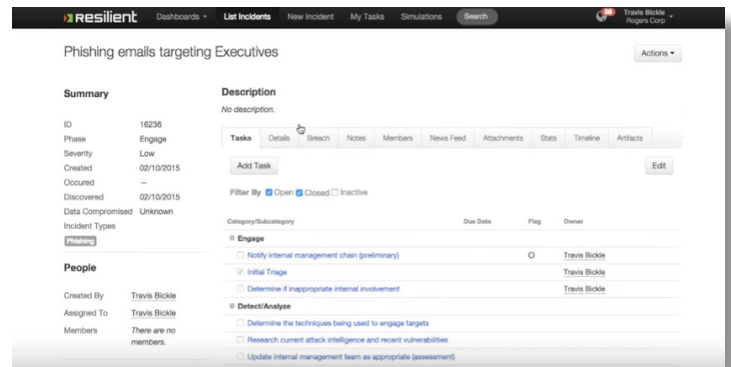 Resilient Dashboards List Incidents New Incident My Tasks Simulations Search Travis Bickle
Rogers Corp
Phishing emails targeting Executives
Actions
Summary
ID 16236
Phase Engage
Severity Low
Created 02/10/2015
Occured —
Discovered 02/10/2015
Data Compromised Unknown
Incident Types
Phishing
People
Created By Travis Bickle
Assigned To Travis Bickle
Members There are no
members.
Description
No description.
Tasks Details Breach Notes Members News Feed Attachments Stats Timeline Artifacts
Add Task Edit
Filter By Open Closed Inactive
Category/Subcategory Due Date Flag Owner
Engage
Notify internal management chain (preliminary) Travis Bickle
Initial Triage Travis Bickle
Determine if inappropriate internal involvement Travis Bickle
Detect/Analyze
Determine the techniques being used to engage targets
Research current attack intelligence and recent vulnerabilities
Update internal management team as appropriate (assessment)